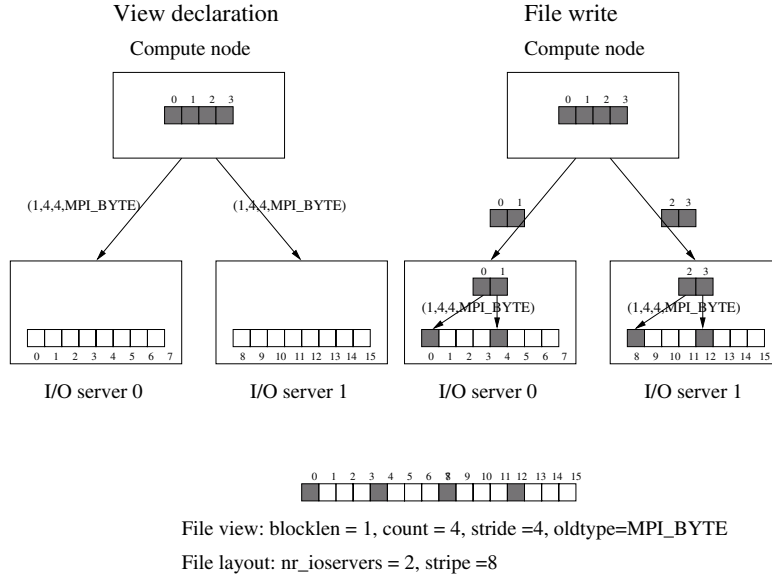 View declaration
File write
Compute node
Compute node
0 1 2 3
0 1 2 3
(1,4,4,MPI_BYTE)
(1,4,4,MPI_BYTE)
0 1
2 3
0 1
2 3
(1,4,4,MPI_BYTE)
(1,4,4,MPI_BYTE)
0 1 2 3 4 5 6 7
8 9 10 11 12 13 14 15
0 1 2 3 4 5 6 7
8 9 10 11 12 13 14 15
I/O server 0
I/O server 1
I/O server 0
I/O server 1
0 1 2 3 4 5 6 7 8 9 10 11 12 13 14 15
File view: blocklen = 1, count = 4, stride =4, oldtype=MPI_BYTE
File layout: nr_ioservers = 2, stripe =8